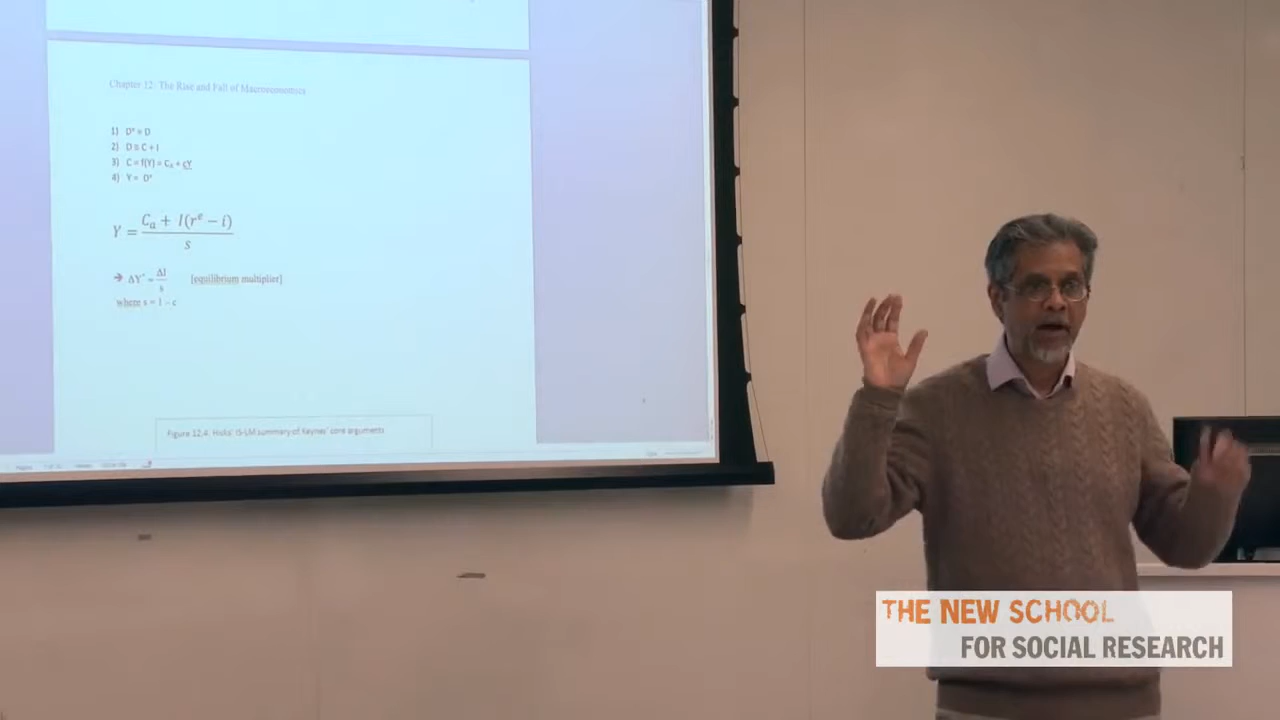 Chapter 12: The Rise and Fall of Macroeconomics
1) Dᵉ = D
2) D = C + I
3) C = f(Y) = Cₐ + cY
4) Y = Dᵉ
Y = (Cₐ + I(rᵉ − i)) / s
➔ ΔY* = ΔI / s [equilibrium multiplier]
where s = 1 − c
Figure 12.4: Hicks' IS-LM summary of Keynes' core arguments
THE NEW SCHOOL
FOR SOCIAL RESEARCH